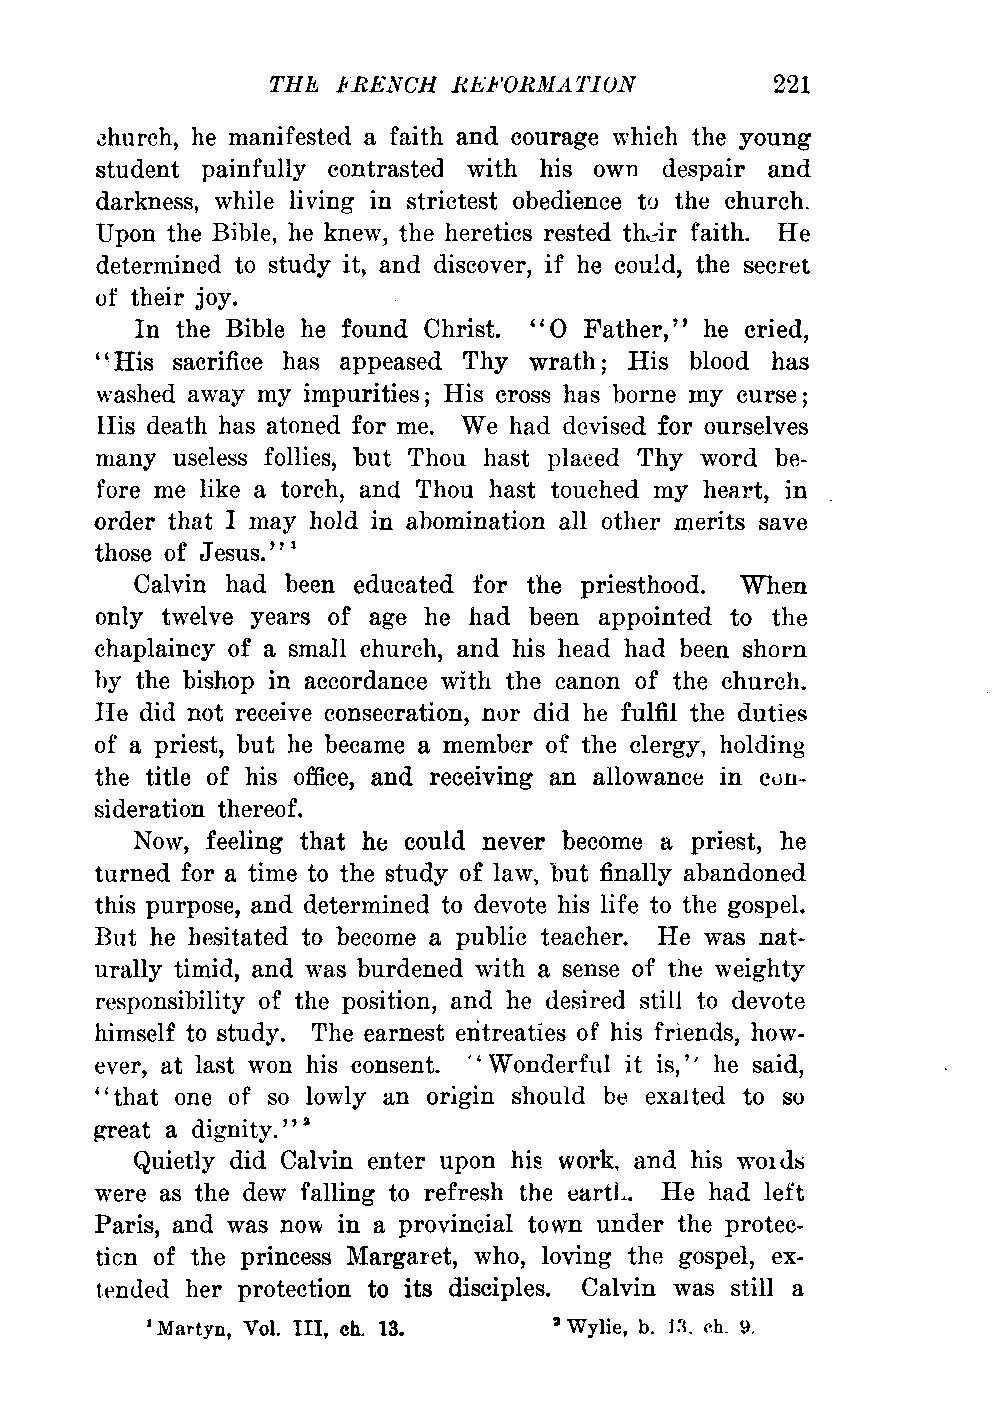 THE FRENCH REFORMATION 221
church, he manifested a faith and courage which the young
student painfully contrasted with his own despair and
darkness, while living in strictest obedience to the church.
Upon the Bible, he knew, the heretics rested their faith. He
determined to study it, and discover, if he could, the secret
of their joy.
In the Bible he found Christ. "O Father," he cried,
"His sacrifice has appeased Thy wrath; His blood has
washed away my impurities; His cross has borne my curse;
His death has atoned for me. We had devised for ourselves
many useless follies, but Thou hast placed Thy word be-
fore me like a torch, and Thou hast touched my heart, in
order that I may hold in abomination all other merits save
those of Jesus."¹
Calvin had been educated for the priesthood. When
only twelve years of age he had been appointed to the
chaplaincy of a small church, and his head had been shorn
by the bishop in accordance with the canon of the church.
He did not receive consecration, nor did he fulfil the duties
of a priest, but he became a member of the clergy, holding
the title of his office, and receiving an allowance in con-
sideration thereof.
Now, feeling that he could never become a priest, he
turned for a time to the study of law, but finally abandoned
this purpose, and determined to devote his life to the gospel.
But he hesitated to become a public teacher. He was nat-
urally timid, and was burdened with a sense of the weighty
responsibility of the position, and he desired still to devote
himself to study. The earnest entreaties of his friends, how-
ever, at last won his consent. "Wonderful it is," he said,
"that one of so lowly an origin should be exalted to so
great a dignity."²
Quietly did Calvin enter upon his work, and his words
were as the dew falling to refresh the earth. He had left
Paris, and was now in a provincial town under the protec-
tion of the princess Margaret, who, loving the gospel, ex-
tended her protection to its disciples. Calvin was still a
¹Martyn, Vol. III, ch. 13. ²Wylie, b. 13, ch. 9.